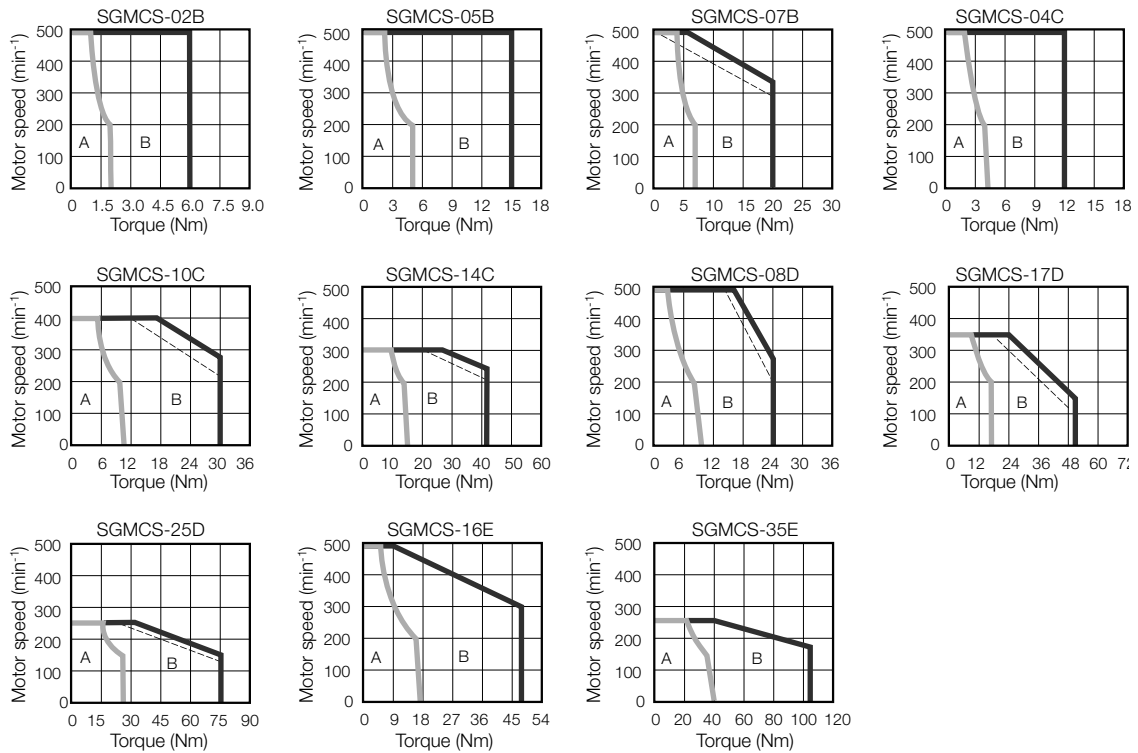 SGMCS-02B
Motor speed (min-1)
500
400
300
200
100
0
A
B
0 1.5 3.0 4.5 6.0 7.5 9.0
Torque (Nm)
SGMCS-05B
Motor speed (min-1)
500
400
300
200
100
0
A
B
0 3 6 9 12 15 18
Torque (Nm)
SGMCS-07B
Motor speed (min-1)
500
400
300
200
100
0
A
B
0 5 10 15 20 25 30
Torque (Nm)
SGMCS-04C
Motor speed (min-1)
500
400
300
200
100
0
A
B
0 3 6 9 12 15 18
Torque (Nm)
SGMCS-10C
Motor speed (min-1)
500
400
300
200
100
0
A
B
0 6 12 18 24 30 36
Torque (Nm)
SGMCS-14C
Motor speed (min-1)
500
400
300
200
100
0
A
B
0 10 20 30 40 50 60
Torque (Nm)
SGMCS-08D
Motor speed (min-1)
500
400
300
200
100
0
A
B
0 6 12 18 24 30 36
Torque (Nm)
SGMCS-17D
Motor speed (min-1)
500
400
300
200
100
0
A
B
0 12 24 36 48 60 72
Torque (Nm)
SGMCS-25D
Motor speed (min-1)
500
400
300
200
100
0
A
B
0 15 30 45 60 75 90
Torque (Nm)
SGMCS-16E
Motor speed (min-1)
500
400
300
200
100
0
A
B
0 9 18 27 36 45 54
Torque (Nm)
SGMCS-35E
Motor speed (min-1)
500
400
300
200
100
0
A
B
0 20 40 60 80 100 120
Torque (Nm)